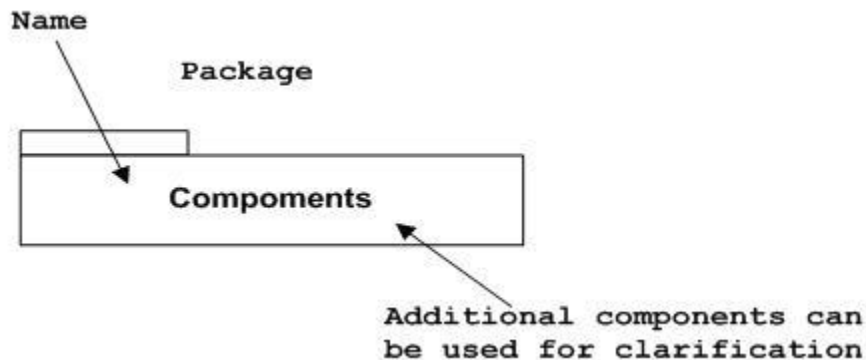 Name
Package
Compoments
Additional components can
be used for clarification